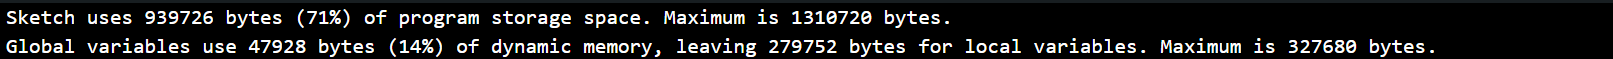 Sketch uses 939726 bytes (71%) of program storage space. Maximum is 1310720 bytes.
Global variables use 47928 bytes (14%) of dynamic memory, leaving 279752 bytes for local variables. Maximum is 327680 bytes.